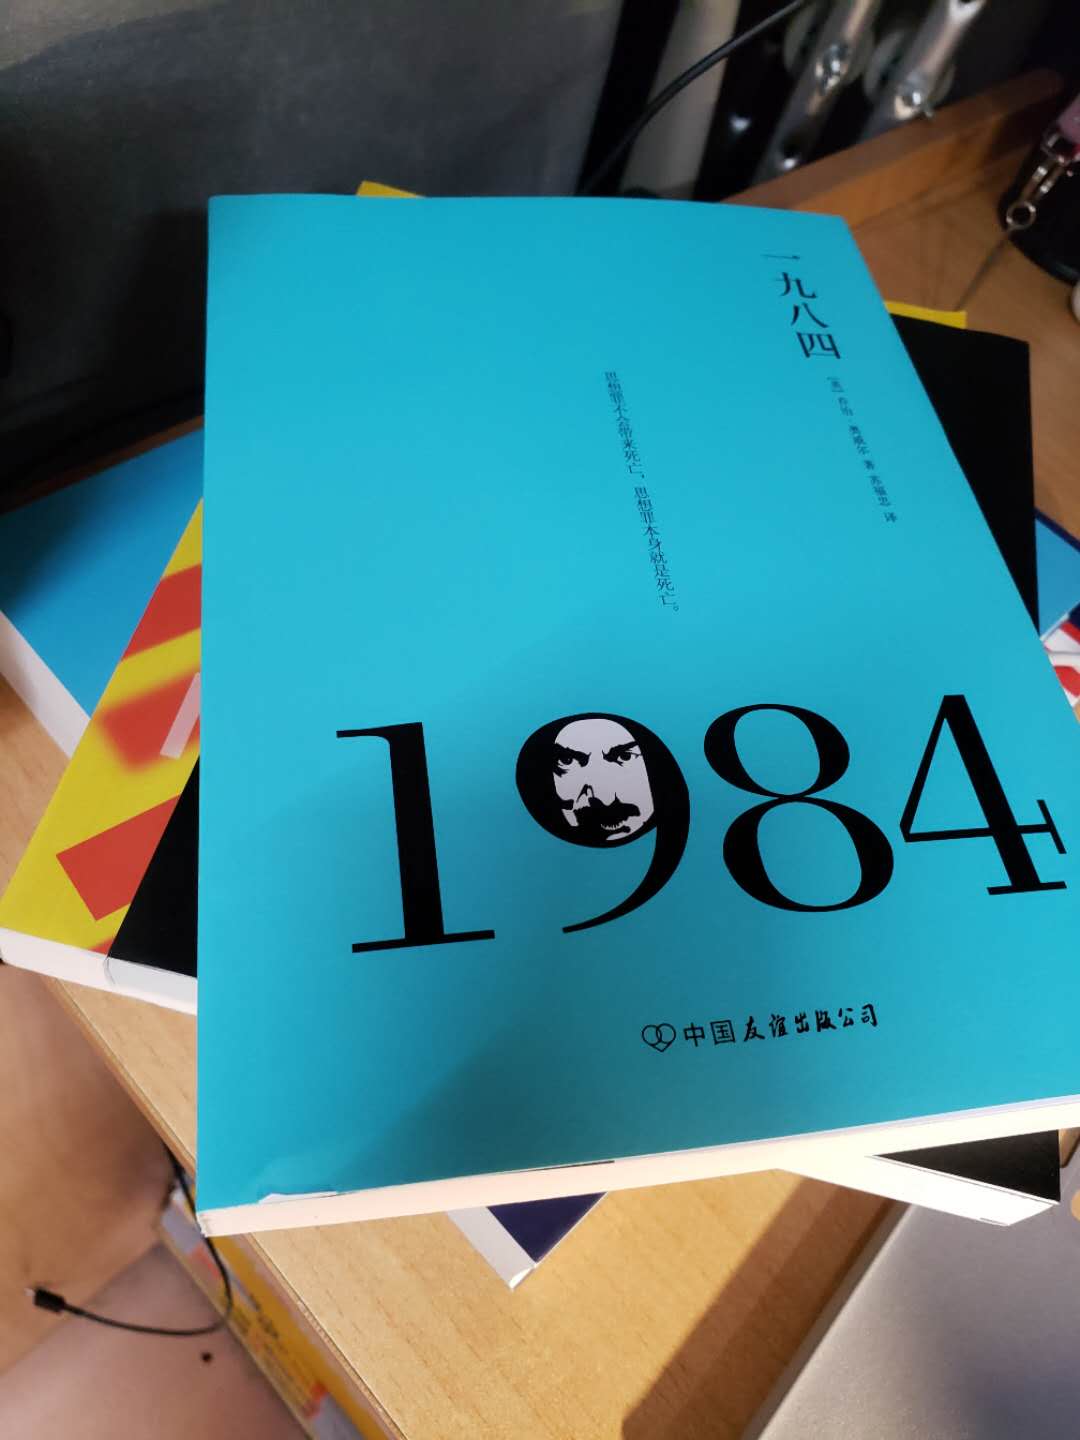 一九八四
[英] 乔治·奥威尔 著 苏福忠 译
思想罪不会带来死亡，思想罪本身就是死亡。
1984
中国友谊出版公司